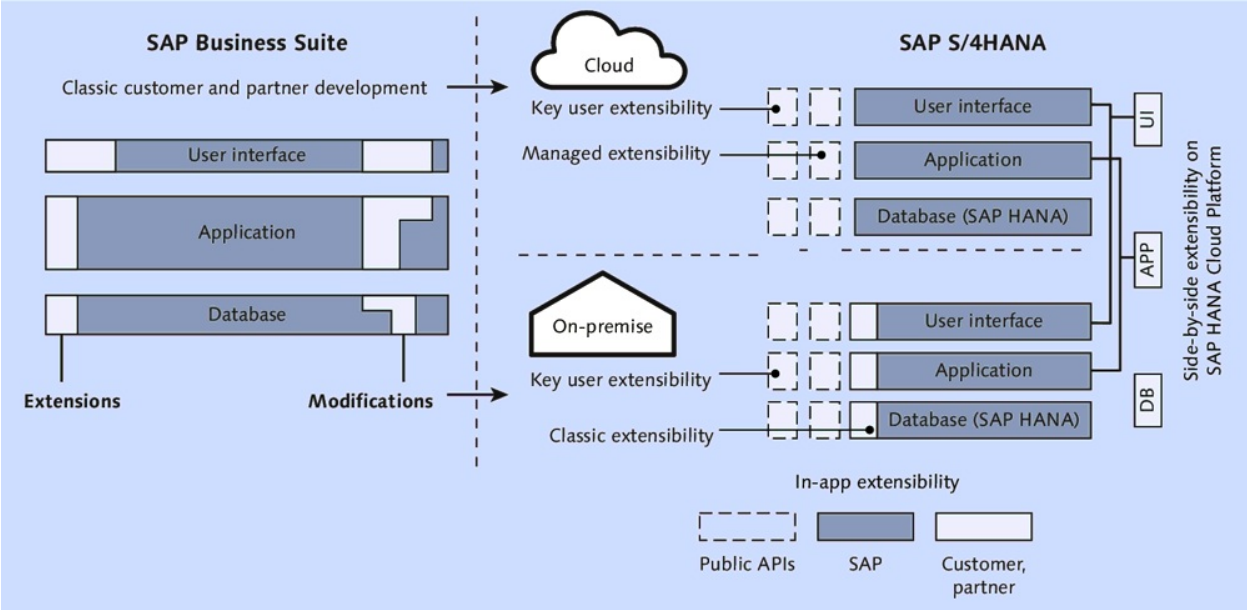 SAP Business Suite
Classic customer and partner development
User interface
Application
Database
Extensions
Modifications
SAP S/4HANA
Cloud
Key user extensibility
Managed extensibility
User interface
Application
Database (SAP HANA)
On-premise
Key user extensibility
Classic extensibility
User interface
Application
Database (SAP HANA)
UI
APP
DB
Side-by-side extensibility on
SAP HANA Cloud Platform
In-app extensibility
Public APIs
SAP
Customer,
partner